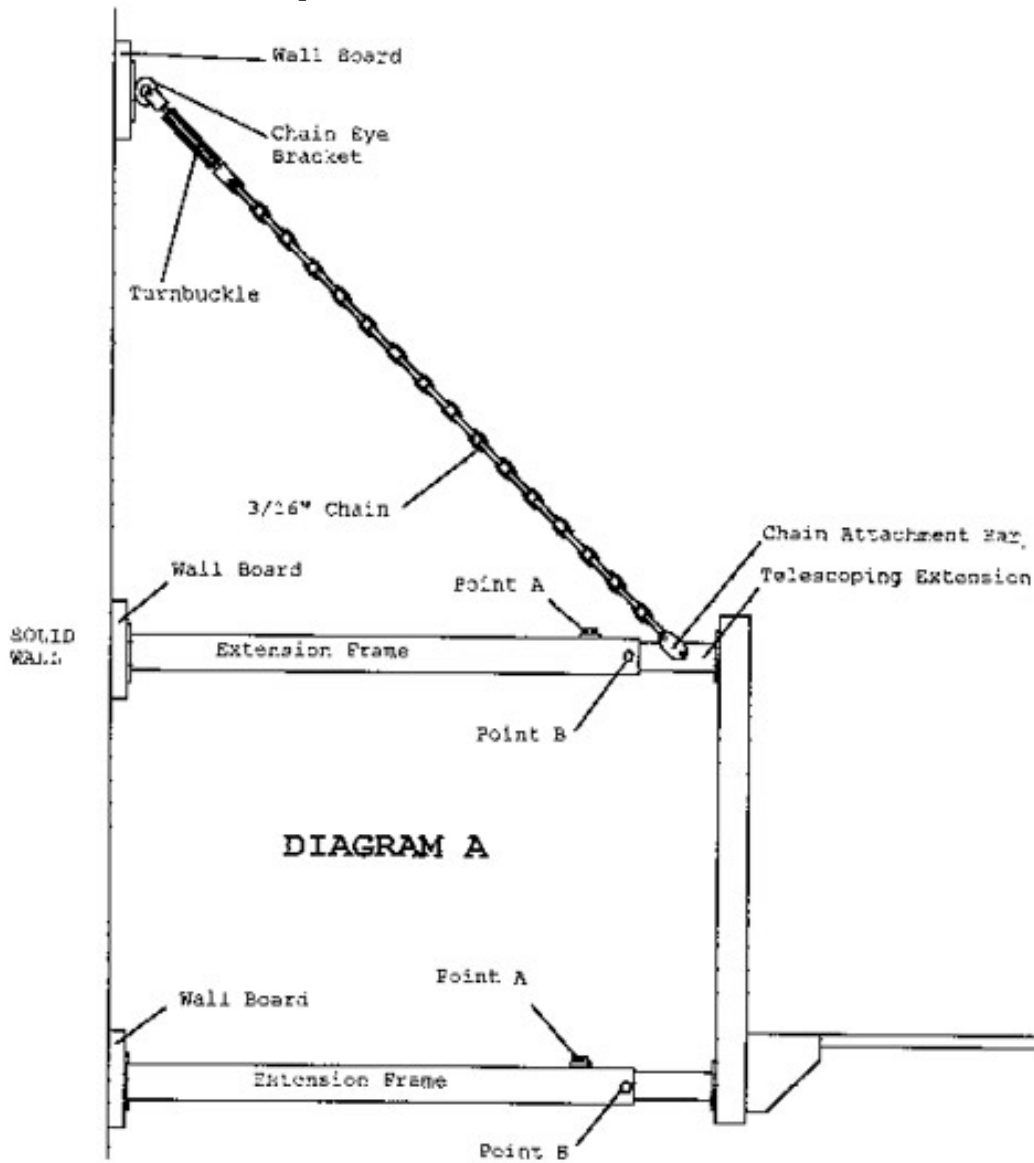 Wall Board
Chain Eye
Bracket
Turnbuckle
3/16" Chain
Chain Attachment Ear
Telescoping Extension
Point A
Wall Board
SOLID
WALL
Extension Frame
Point B
DIAGRAM A
Point A
Wall Board
Extension Frame
Point B